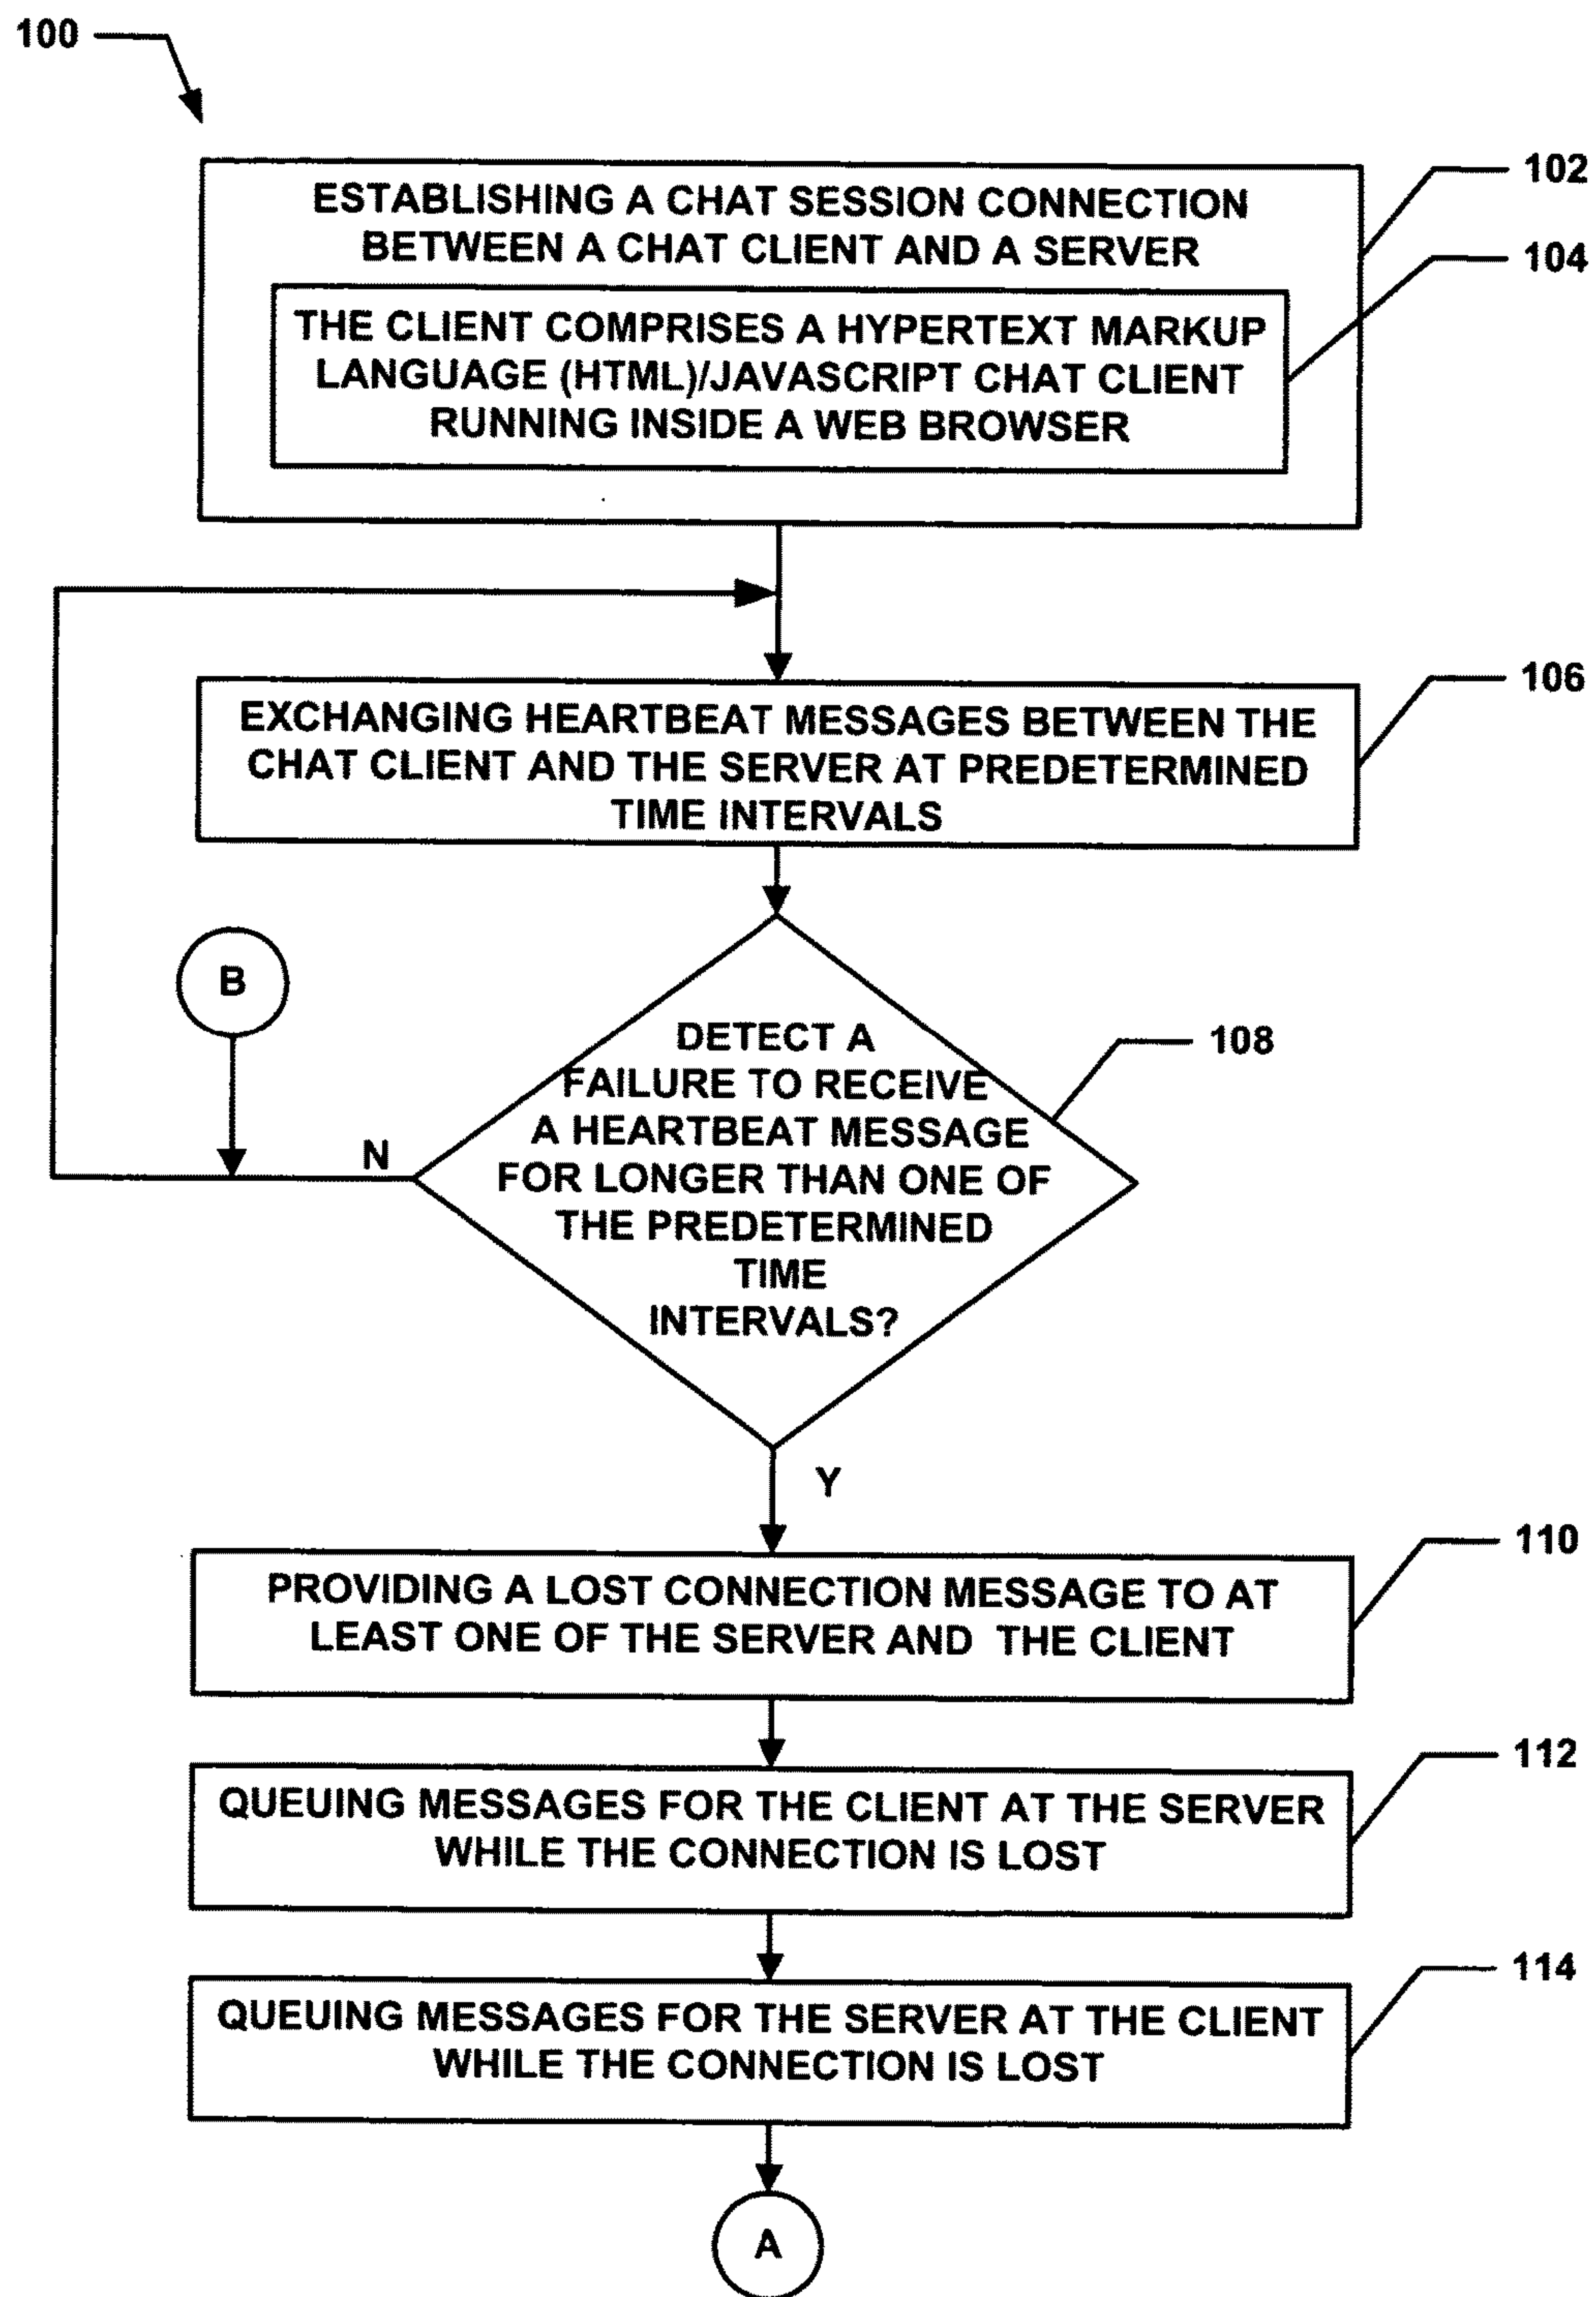 100
102
ESTABLISHING A CHAT SESSION CONNECTION
BETWEEN A CHAT CLIENT AND A SERVER
104
THE CLIENT COMPRISES A HYPERTEXT MARKUP
LANGUAGE (HTML)/JAVASCRIPT CHAT CLIENT
RUNNING INSIDE A WEB BROWSER
106
EXCHANGING HEARTBEAT MESSAGES BETWEEN THE
CHAT CLIENT AND THE SERVER AT PREDETERMINED
TIME INTERVALS
B
108
DETECT A
FAILURE TO RECEIVE
A HEARTBEAT MESSAGE
FOR LONGER THAN ONE OF
THE PREDETERMINED
TIME
INTERVALS?
N
Y
110
PROVIDING A LOST CONNECTION MESSAGE TO AT
LEAST ONE OF THE SERVER AND THE CLIENT
112
QUEUING MESSAGES FOR THE CLIENT AT THE SERVER
WHILE THE CONNECTION IS LOST
114
QUEUING MESSAGES FOR THE SERVER AT THE CLIENT
WHILE THE CONNECTION IS LOST
A